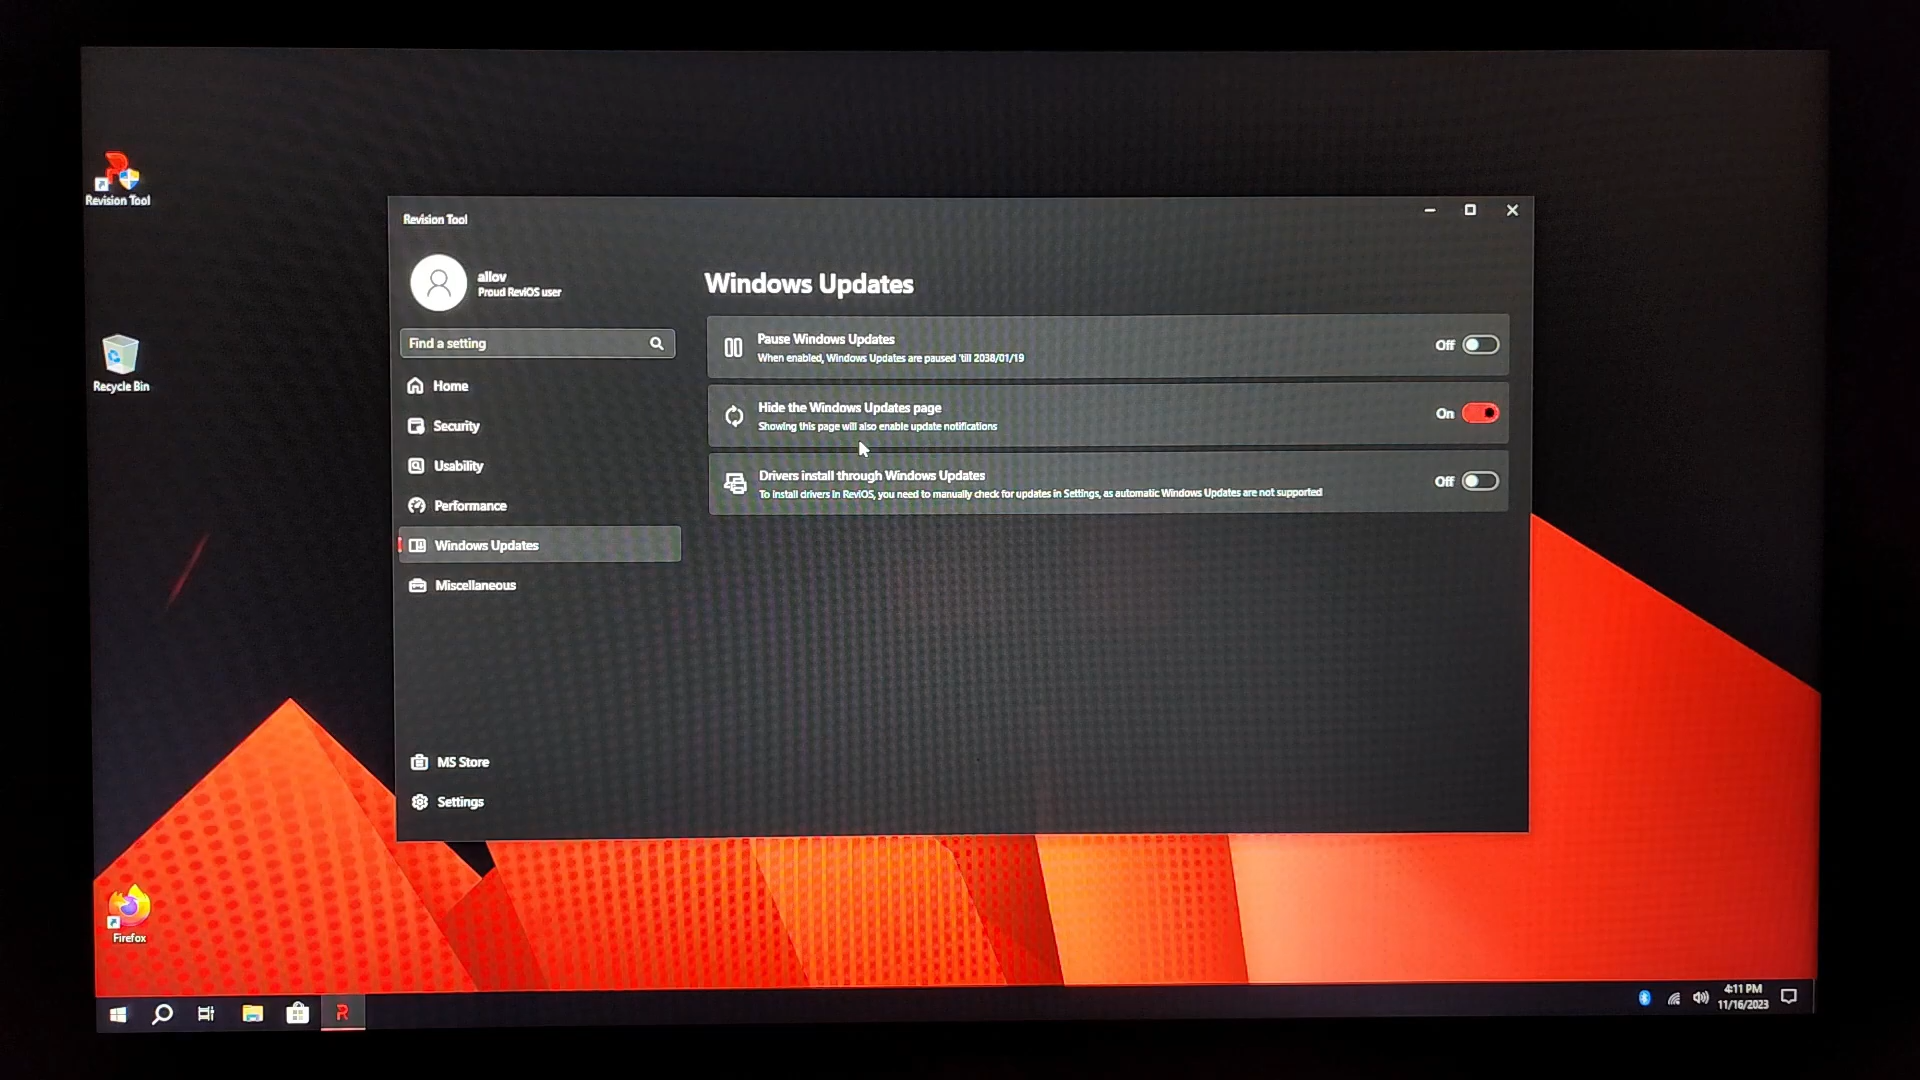 Revision Tool
Recycle Bin
Firefox
Revision Tool
allov
Proud ReviOS user
Find a setting
Home
Security
Usability
Performance
Windows Updates
Miscellaneous
MS Store
Settings
Windows Updates
Pause Windows Updates
When enabled, Windows Updates are paused 'till 2038/01/19
Off
Hide the Windows Updates page
Showing this page will also enable update notifications
On
Drivers install through Windows Updates
To install drivers in ReviOS, you need to manually check for updates in Settings, as automatic Windows Updates are not supported
Off
4:11 PM
11/16/2023